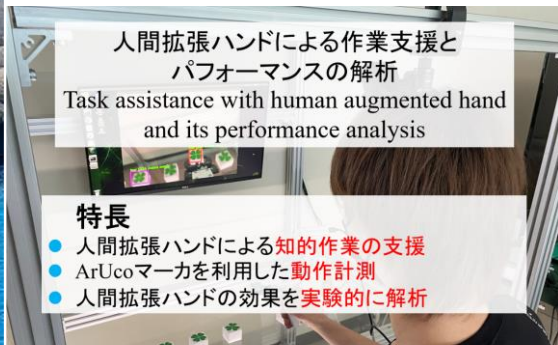 人間拡張ハンドによる作業支援と
パフォーマンスの解析
Task assistance with human augmented hand
and its performance analysis
特長
人間拡張ハンドによる知的作業の支援
ArUcoマーカを利用した動作計測
人間拡張ハンドの効果を実験的に解析